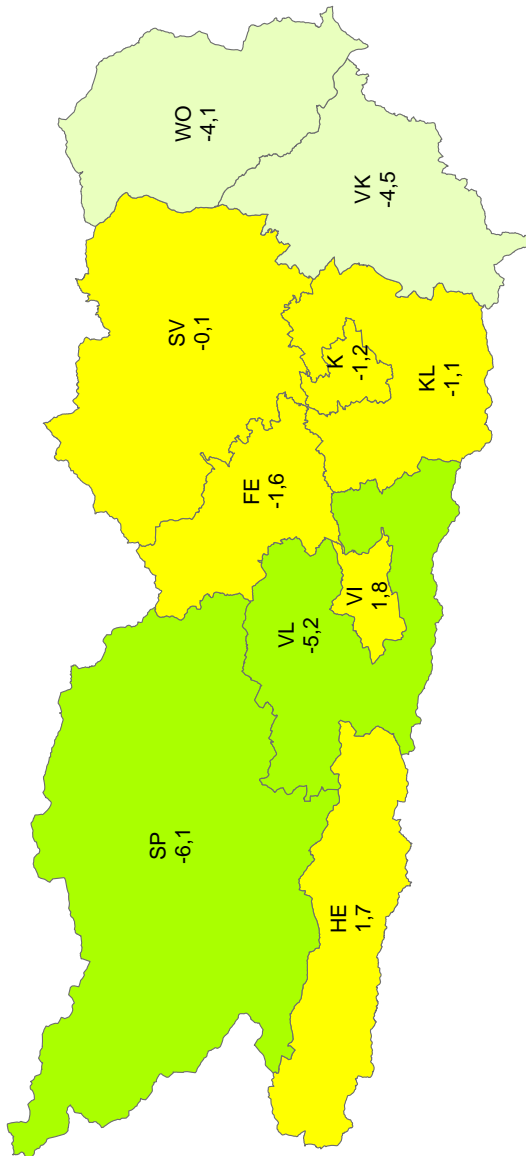 WO
-4,1
VK
-4,5
SV
-0,1
K
-1,2
KL
-1,1
FE
-1,6
VL
-5,2
VI
1,8
SP
-6,1
HE
1,7